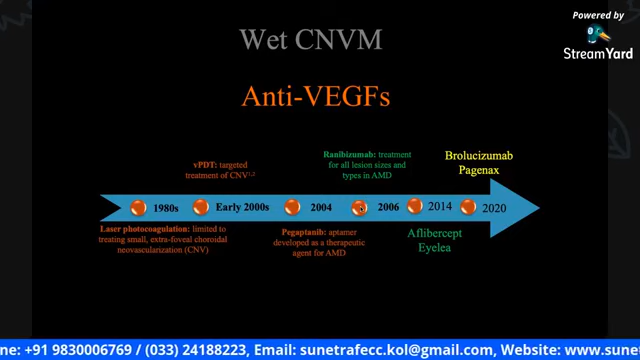 Powered by
StreamYard
Wet CNVM
Anti-VEGFs
vPDT: targeted
treatment of CNV1,2
Ranibizumab: treatment
for all lesion sizes and
types in AMD
Brolucizumab
Pagenax
1980s
Early 2000s
2004
2006
2014
2020
Laser photocoagulation: limited to
treating small, extra-foveal choroidal
neovascularization (CNV)
Pegaptanib: aptamer
developed as a therapeutic
agent for AMD
Aflibercept
Eyelea
ne: +91 9830006769 / (033) 24188223, Email: sunetrafecc.kol@gmail.com, Website: www.sune